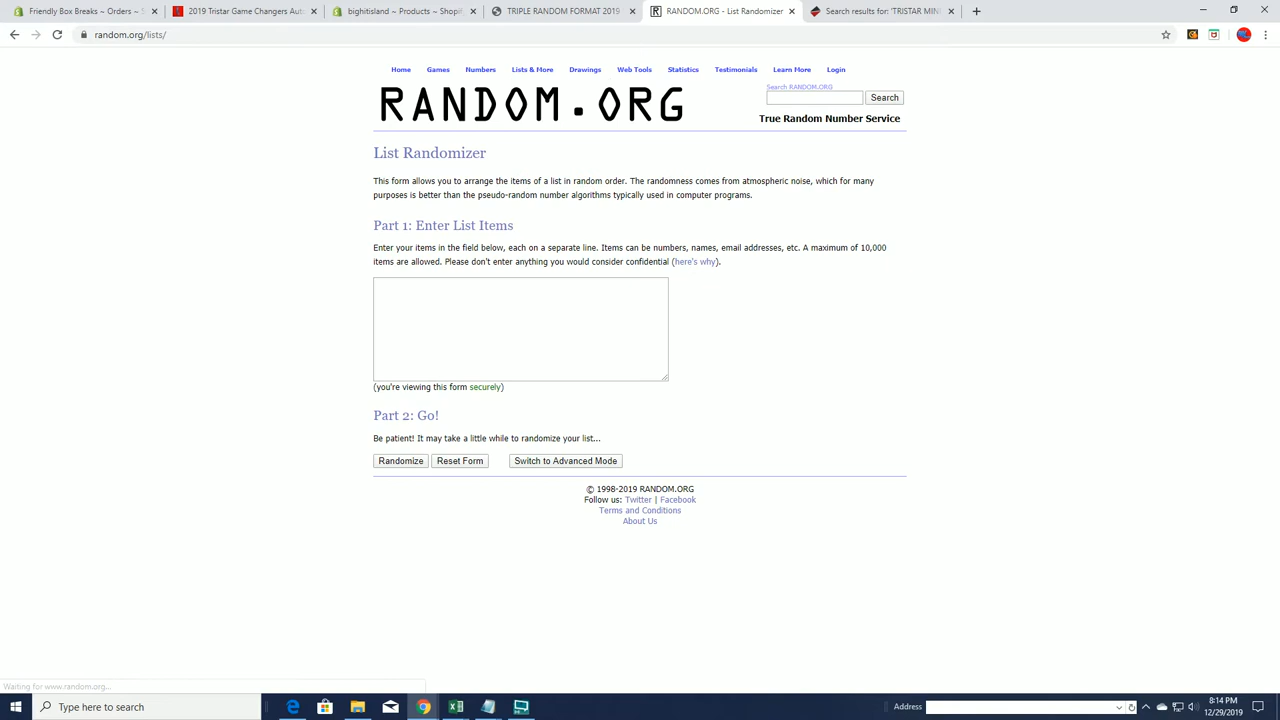 Friendly Box Breaks ~ Orders ~ S
2019 Tristar Game Changers Auto
bighitisland ~ Products ~ Shopif
TRIPLE RANDOM FORMAT 2019
RANDOM.ORG - List Randomizer
Search results for: 'TRISTAR MIN
random.org/lists/
Home Games Numbers Lists & More Drawings Web Tools Statistics Testimonials Learn More Login
RANDOM.ORG
Search RANDOM.ORG
Search
True Random Number Service
List Randomizer
This form allows you to arrange the items of a list in random order. The randomness comes from atmospheric noise, which for many
purposes is better than the pseudo-random number algorithms typically used in computer programs.
Part 1: Enter List Items
Enter your items in the field below, each on a separate line. Items can be numbers, names, email addresses, etc. A maximum of 10,000
items are allowed. Please don't enter anything you would consider confidential (here's why).
(you're viewing this form securely)
Part 2: Go!
Be patient! It may take a little while to randomize your list...
Randomize Reset Form Switch to Advanced Mode
© 1998-2019 RANDOM.ORG
Follow us: Twitter | Facebook
Terms and Conditions
About Us
Waiting for www.random.org...
Type here to search
Address
8:14 PM
12/29/2019